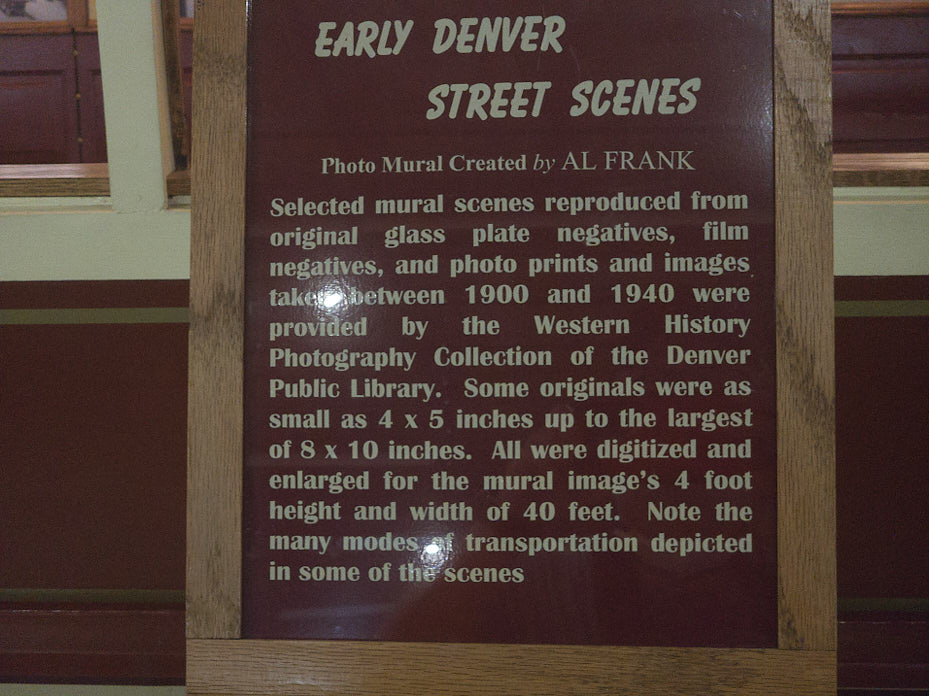 EARLY DENVER
STREET SCENES
Photo Mural Created by AL FRANK
Selected mural scenes reproduced from
original glass plate negatives, film
negatives, and photo prints and images
taken between 1900 and 1940 were
provided by the Western History
Photography Collection of the Denver
Public Library. Some originals were as
small as 4 x 5 inches up to the largest
of 8 x 10 inches. All were digitized and
enlarged for the mural image's 4 foot
height and width of 40 feet. Note the
many modes of transportation depicted
in some of the scenes